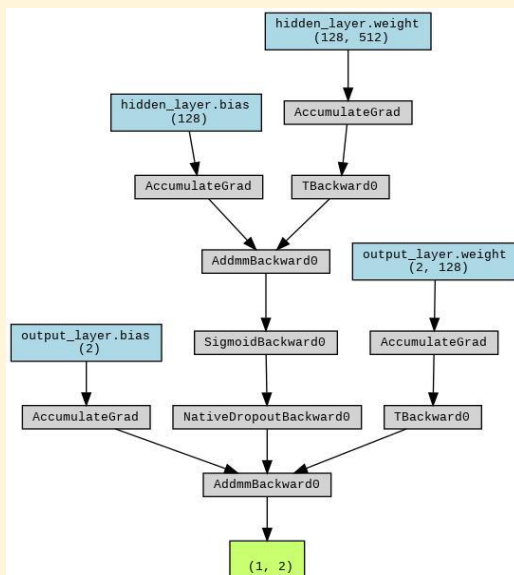 hidden_layer.weight
(128, 512)
hidden_layer.bias
(128)
AccumulateGrad
AccumulateGrad
TBackward0
AddmmBackward0
output_layer.weight
(2, 128)
output_layer.bias
(2)
SigmoidBackward0
AccumulateGrad
AccumulateGrad
NativeDropoutBackward0
TBackward0
AddmmBackward0
(1, 2)